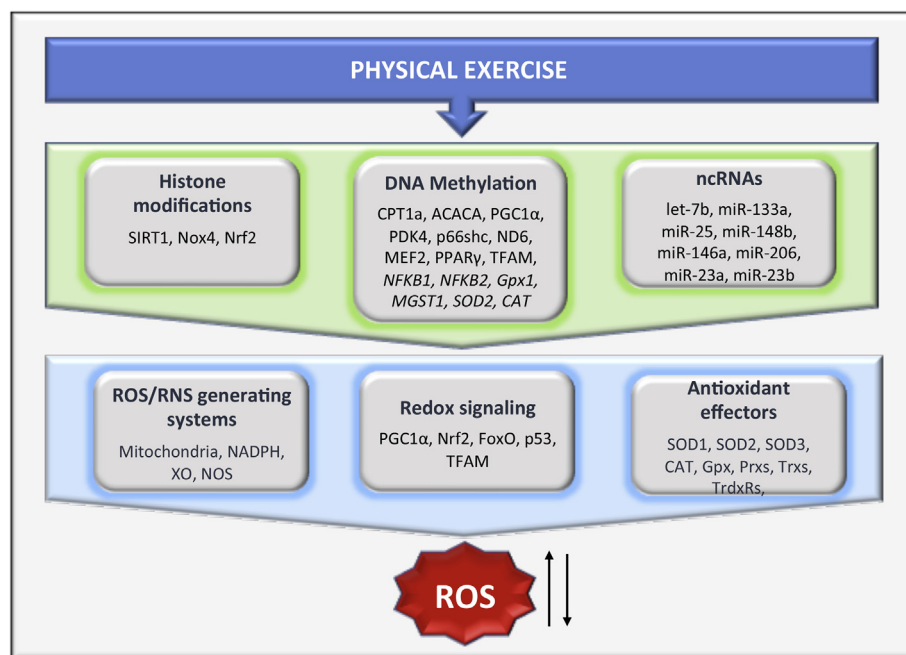 PHYSICAL EXERCISE
Histone
modifications
SIRT1, Nox4, Nrf2
DNA Methylation
CPT1a, ACACA, PGC1α,
PDK4, p66shc, ND6,
MEF2, PPARγ, TFAM,
NFKB1, NFKB2, Gpx1,
MGST1, SOD2, CAT
ncRNAs
let-7b, miR-133a,
miR-25, miR-148b,
miR-146a, miR-206,
miR-23a, miR-23b
ROS/RNS generating
systems
Mitochondria, NADPH,
XO, NOS
Redox signaling
PGC1α, Nrf2, FoxO, p53,
TFAM
Antioxidant
effectors
SOD1, SOD2, SOD3,
CAT, Gpx, Prxs, Trxs,
TrdxRs,
ROS